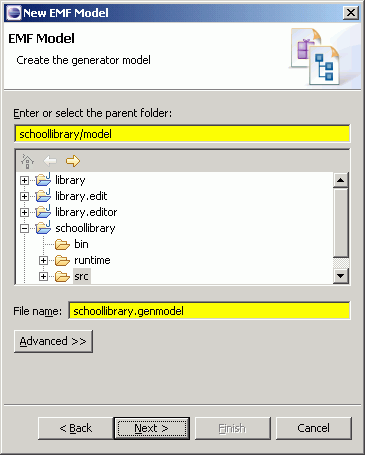 New EMF Model
EMF Model
Create the generator model
Enter or select the parent folder:
schoollibrary/model
library
library.edit
library.editor
schoollibrary
bin
runtime
src
File name: schoollibrary.genmodel
Advanced >>
< Back Next > Finish Cancel